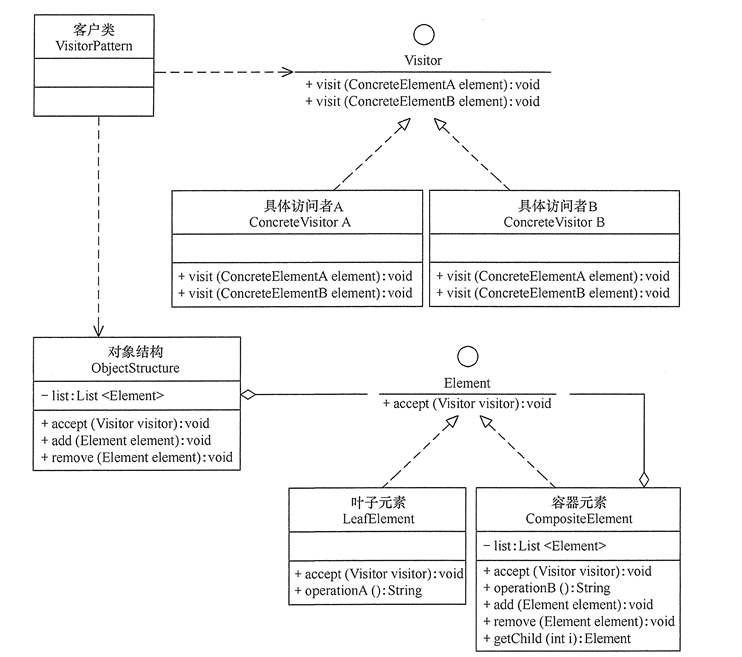 客户类
VisitorPattern
Visitor
+ visit (ConcreteElementA element): void
+ visit (ConcreteElementB element): void
具体访问者A
ConcreteVisitor A
+ visit (ConcreteElementA element): void
+ visit (ConcreteElementB element): void
具体访问者B
ConcreteVisitor B
+ visit (ConcreteElementA element): void
+ visit (ConcreteElementB element): void
对象结构
ObjectStructure
− list: List <Element>
+ accept (Visitor visitor): void
+ add (Element element): void
+ remove (Element element): void
Element
+ accept (Visitor visitor): void
叶子元素
LeafElement
+ accept (Visitor visitor): void
+ operationA (): String
容器元素
CompositeElement
− list: List <Element>
+ accept (Visitor visitor): void
+ operationB (): String
+ add (Element element): void
+ remove (Element element): void
+ getChild (int i): Element